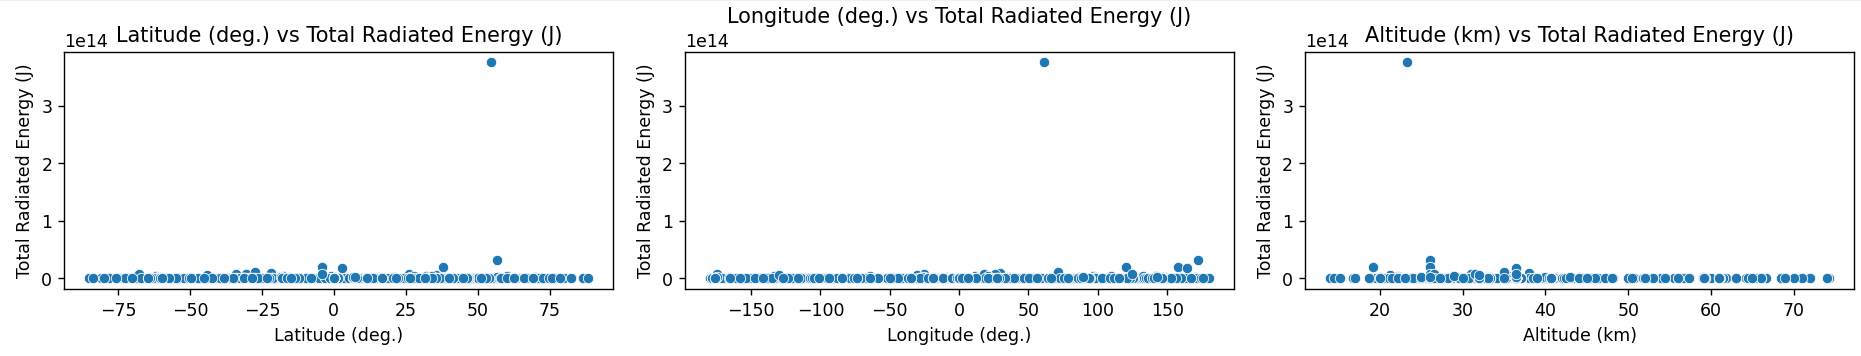 Latitude (deg.) vs Total Radiated Energy (J)
1e14
Total Radiated Energy (J)
3
2
1
0
−75 −50 −25 0 25 50 75
Latitude (deg.)
Longitude (deg.) vs Total Radiated Energy (J)
1e14
Total Radiated Energy (J)
3
2
1
0
−150 −100 −50 0 50 100 150
Longitude (deg.)
Altitude (km) vs Total Radiated Energy (J)
1e14
Total Radiated Energy (J)
3
2
1
0
20 30 40 50 60 70
Altitude (km)